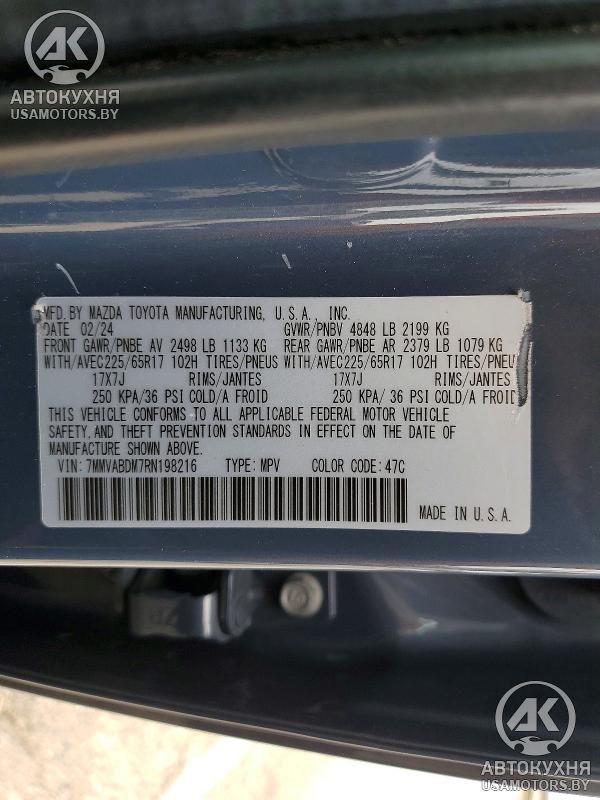 AK
АВТОКУХНЯ
USAMOTORS.BY
MFD. BY MAZDA TOYOTA MANUFACTURING, U.S.A., INC.
DATE 02/24 GVWR/PNBV 4848 LB 2199 KG
FRONT GAWR/PNBE AV 2498 LB 1133 KG REAR GAWR/PNBE AR 2379 LB 1079 KG
WITH/AVEC225/65R17 102H TIRES/PNEUS WITH/AVEC225/65R17 102H TIRES/PNEU
17X7J RIMS/JANTES 17X7J RIMS/JANTES
250 KPA/36 PSI COLD/A FROID 250 KPA/ 36 PSI COLD/A FROID
THIS VEHICLE CONFORMS TO ALL APPLICABLE FEDERAL MOTOR VEHICLE
SAFETY, AND THEFT PREVENTION STANDARDS IN EFFECT ON THE DATE OF
MANUFACTURE SHOWN ABOVE.
VIN: 7MMVABDM7RN198216 TYPE: MPV COLOR CODE: 47C
MADE IN U.S.A.
AK
АВТОКУХНЯ
USAMOTORS.BY